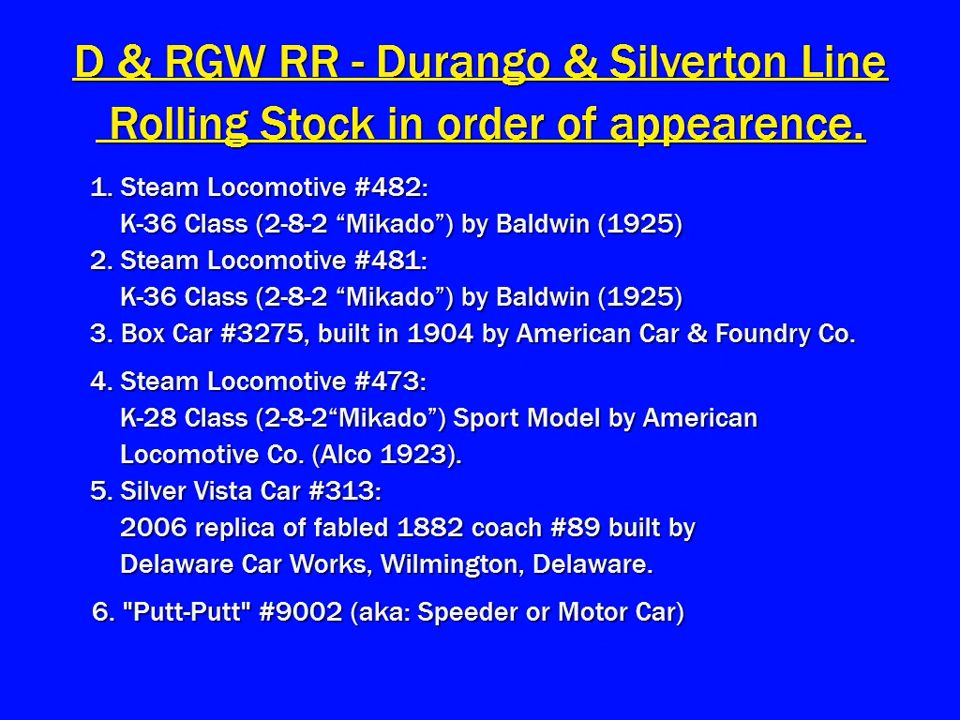 D & RGW RR - Durango & Silverton Line
Rolling Stock in order of appearence.
1. Steam Locomotive #482:
K-36 Class (2-8-2 “Mikado”) by Baldwin (1925)
2. Steam Locomotive #481:
K-36 Class (2-8-2 “Mikado”) by Baldwin (1925)
3. Box Car #3275, built in 1904 by American Car & Foundry Co.
4. Steam Locomotive #473:
K-28 Class (2-8-2“Mikado”) Sport Model by American
Locomotive Co. (Alco 1923).
5. Silver Vista Car #313:
2006 replica of fabled 1882 coach #89 built by
Delaware Car Works, Wilmington, Delaware.
6. "Putt-Putt" #9002 (aka: Speeder or Motor Car)